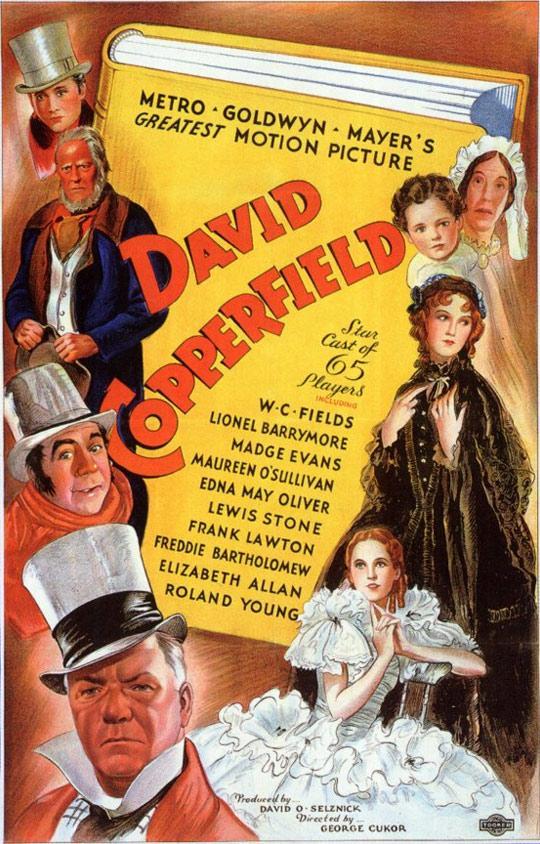 METRO - GOLDWYN - MAYER'S
GREATEST MOTION PICTURE
DAVID
COPPERFIELD
Star
Cast of
65
Players
INCLUDING
W·C·FIELDS
LIONEL BARRYMORE
MADGE EVANS
MAUREEN O'SULLIVAN
EDNA MAY OLIVER
LEWIS STONE
FRANK LAWTON
FREDDIE BARTHOLOMEW
ELIZABETH ALLAN
ROLAND YOUNG
Produced by
DAVID O·SELZNICK
Directed by
GEORGE CUKOR
TOOKER